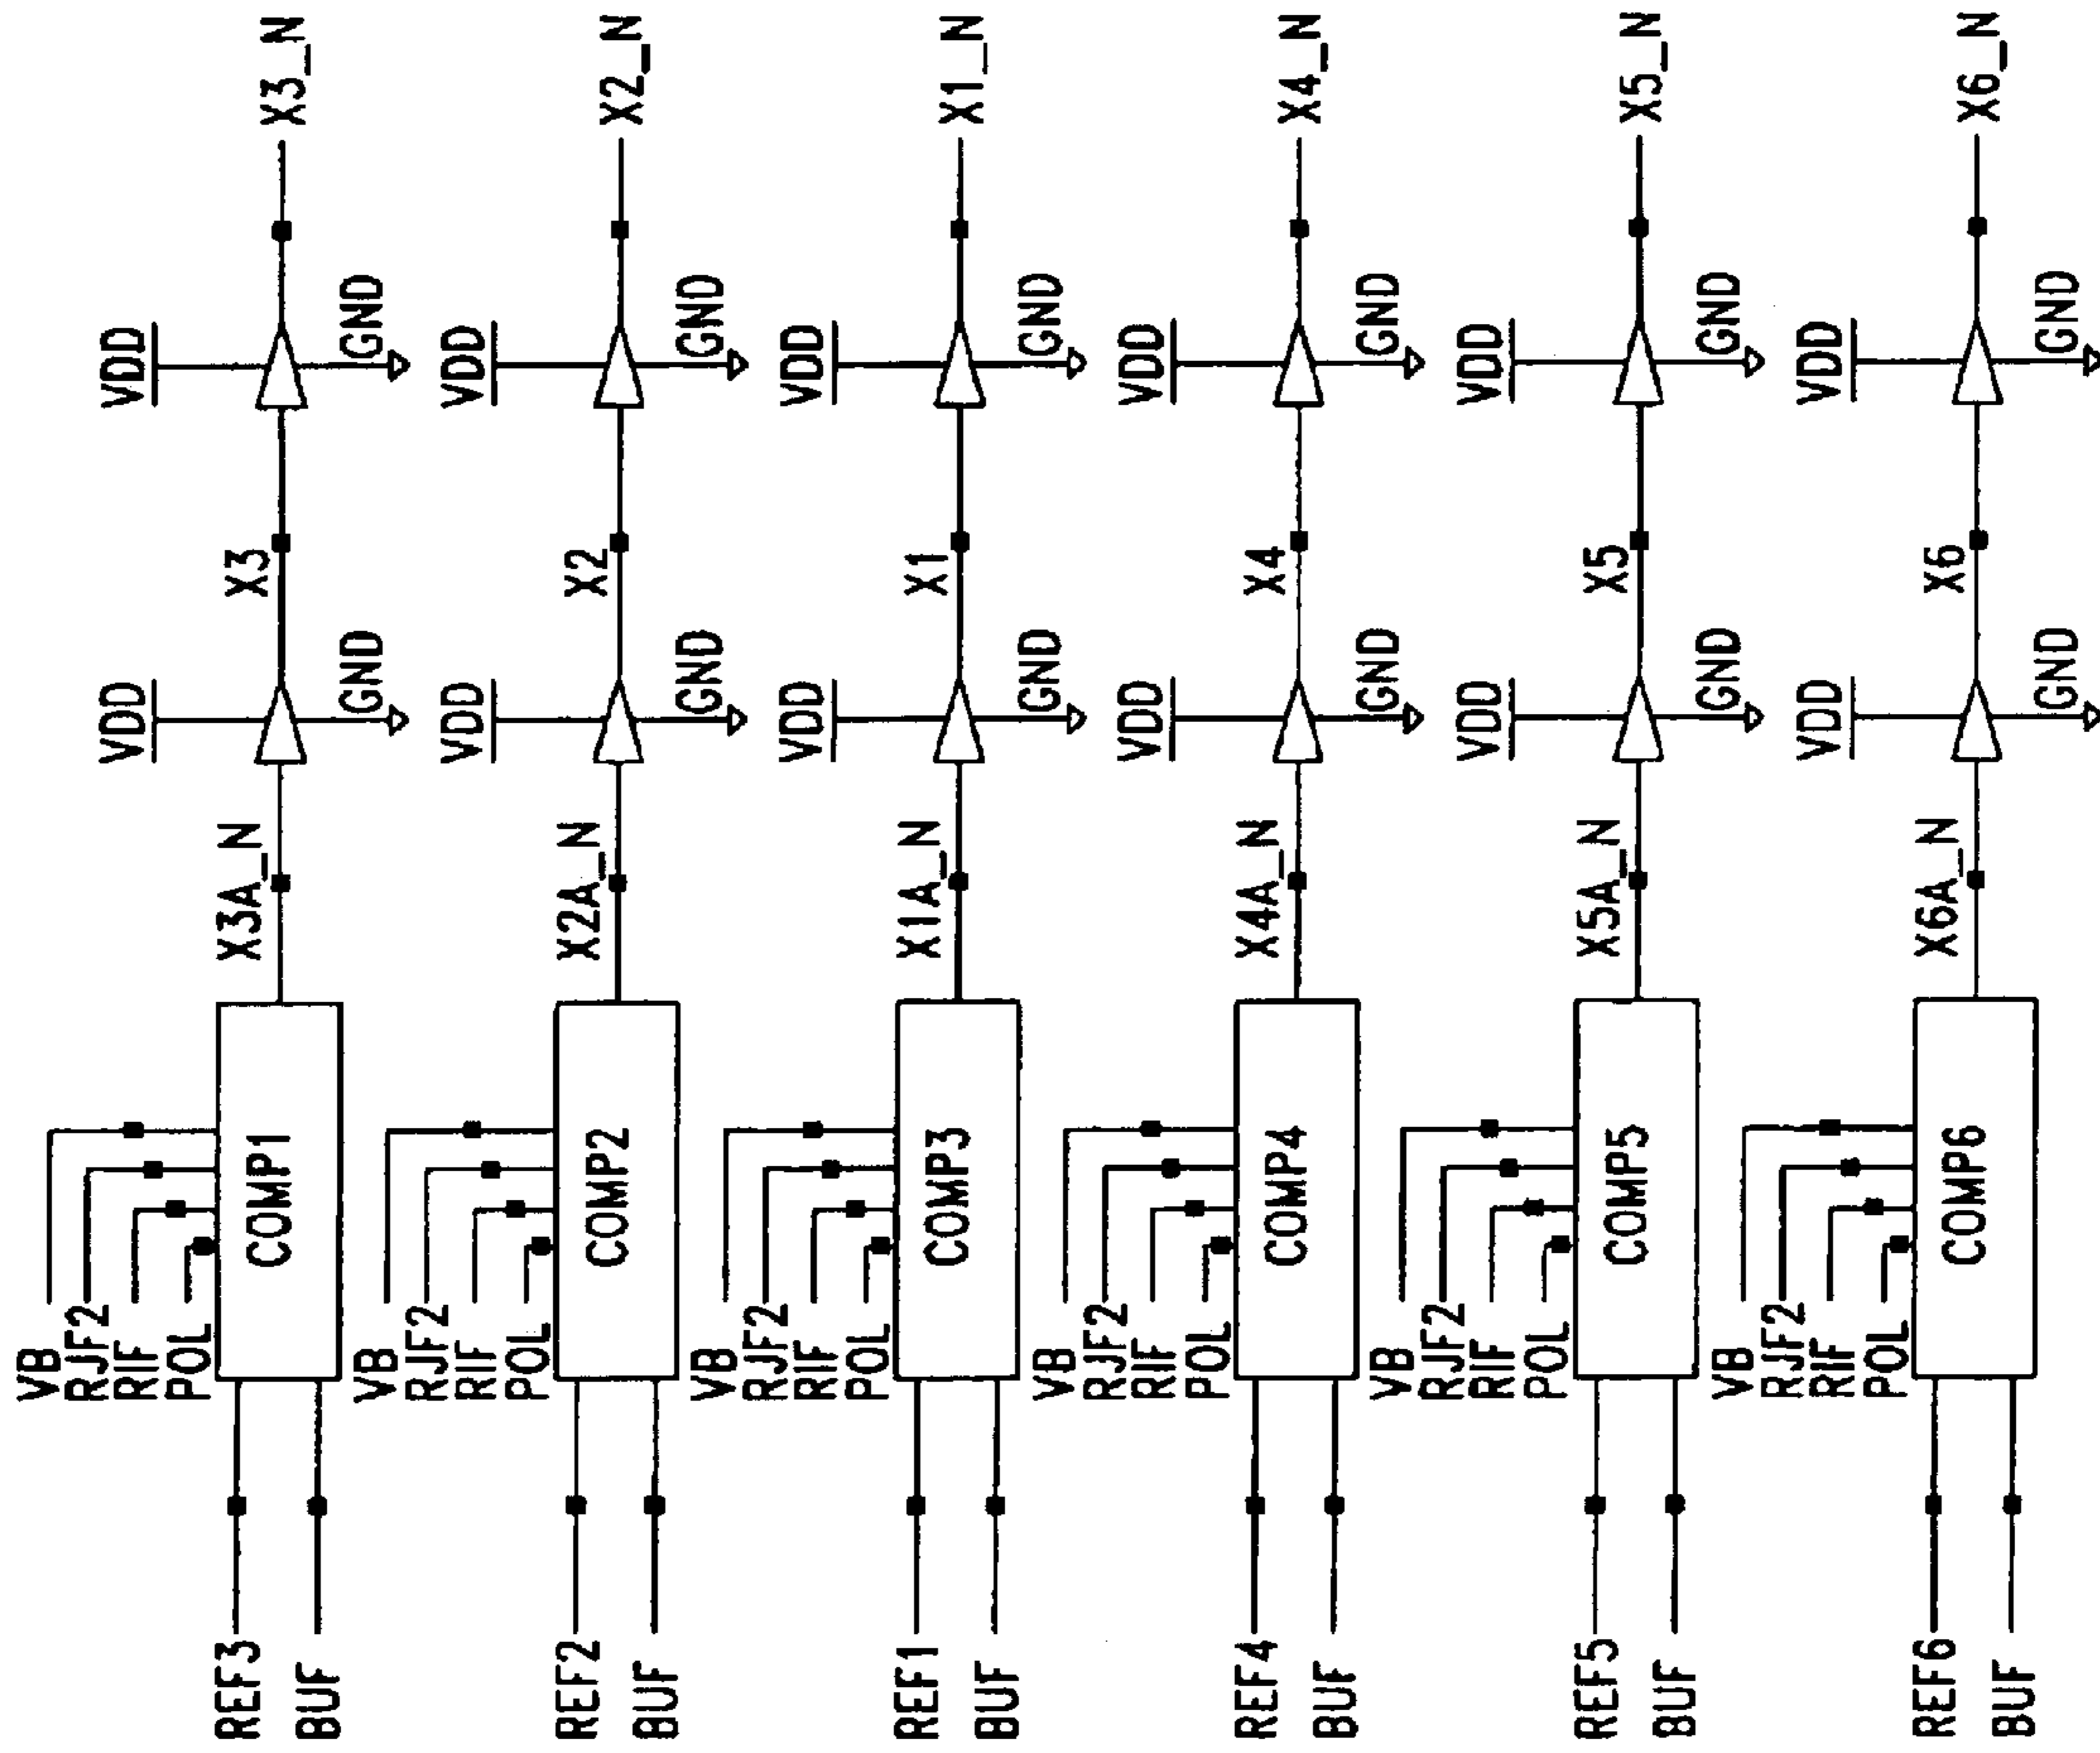 VB
RJF2
RIF
POL
REF3
BUF
COMP1
X3A_N
VDD
GND
X3
VDD
GND
X3_N
VB
RJF2
RIF
POL
REF2
BUF
COMP2
X2A_N
VDD
GND
X2
VDD
GND
X2_N
VB
RJF2
RIF
POL
REF1
BUF
COMP3
X1A_N
VDD
GND
X1
VDD
GND
X1_N
VB
RJF2
RIF
POL
REF4
BUF
COMP4
X4A_N
VDD
GND
X4
VDD
GND
X4_N
VB
RJF2
RIF
POL
REF5
BUF
COMP5
X5A_N
VDD
GND
X5
VDD
GND
X5_N
VB
RJF2
RIF
POL
REF6
BUF
COMP6
X6A_N
VDD
GND
X6
VDD
GND
X6_N